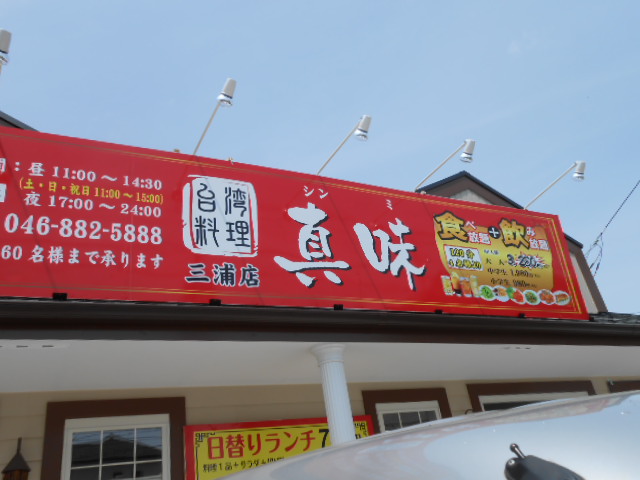 間：昼 11:00～14:30
(土・日・祝日 11:00～15:00)
夜 17:00～24:00
046-882-5888
60 名様まで承ります
台湾
料理
三浦店
シン ミ
真味
食べ放題+飲み放題
日替りランチ7